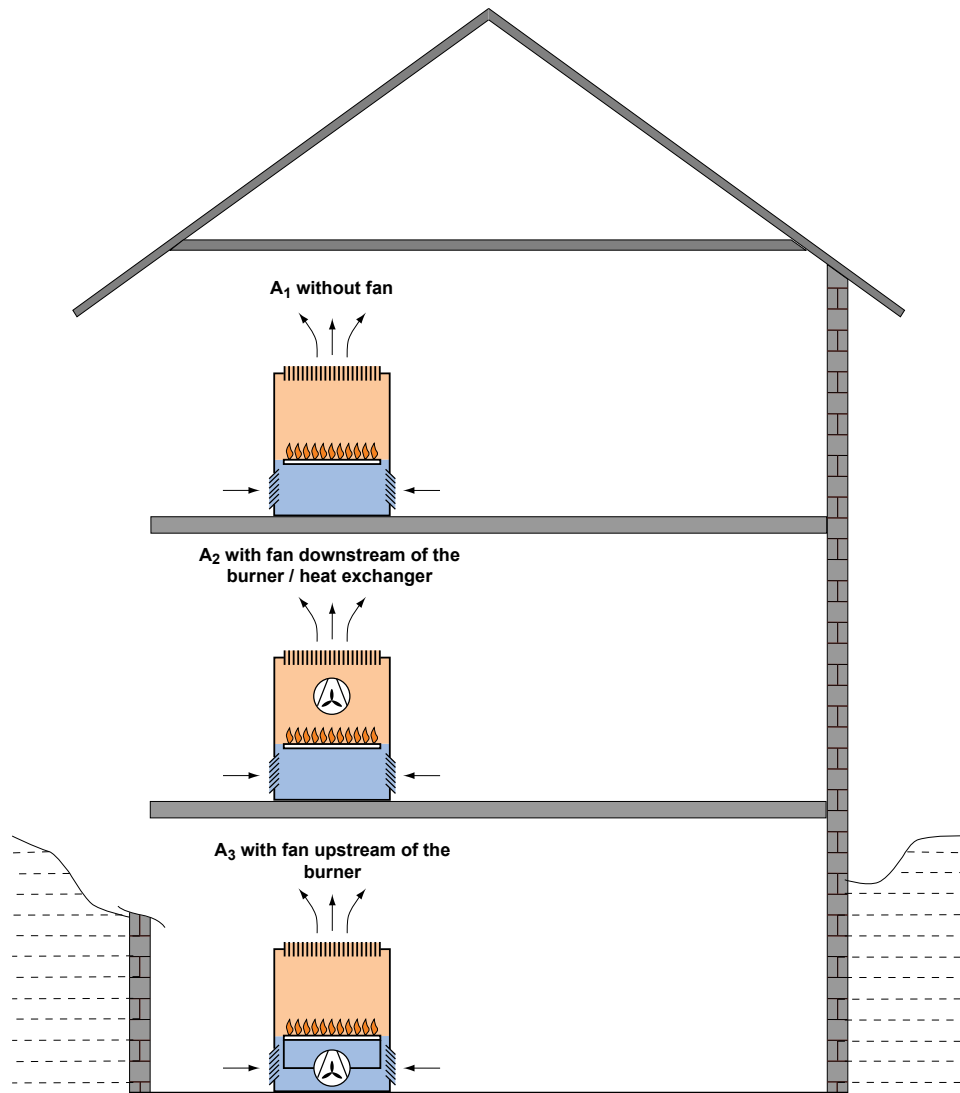 A₁ without fan
A₂ with fan downstream of the
burner / heat exchanger
A₃ with fan upstream of the
burner